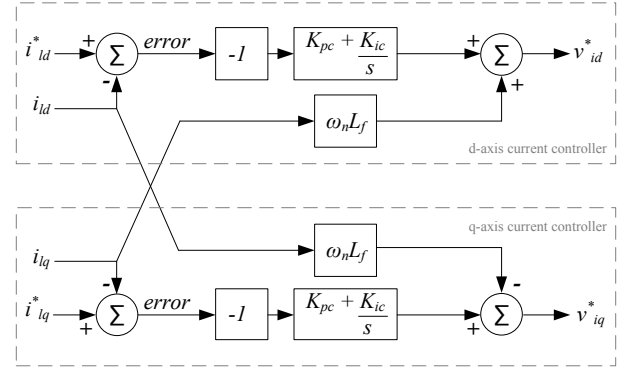 i*ld + Σ error -1 Kpc + Kic/s + Σ v*id
- +
ild
ωnLf
d-axis current controller
q-axis current controller
ωnLf
ilq
- -
i*lq + Σ error -1 Kpc + Kic/s + Σ v*iq